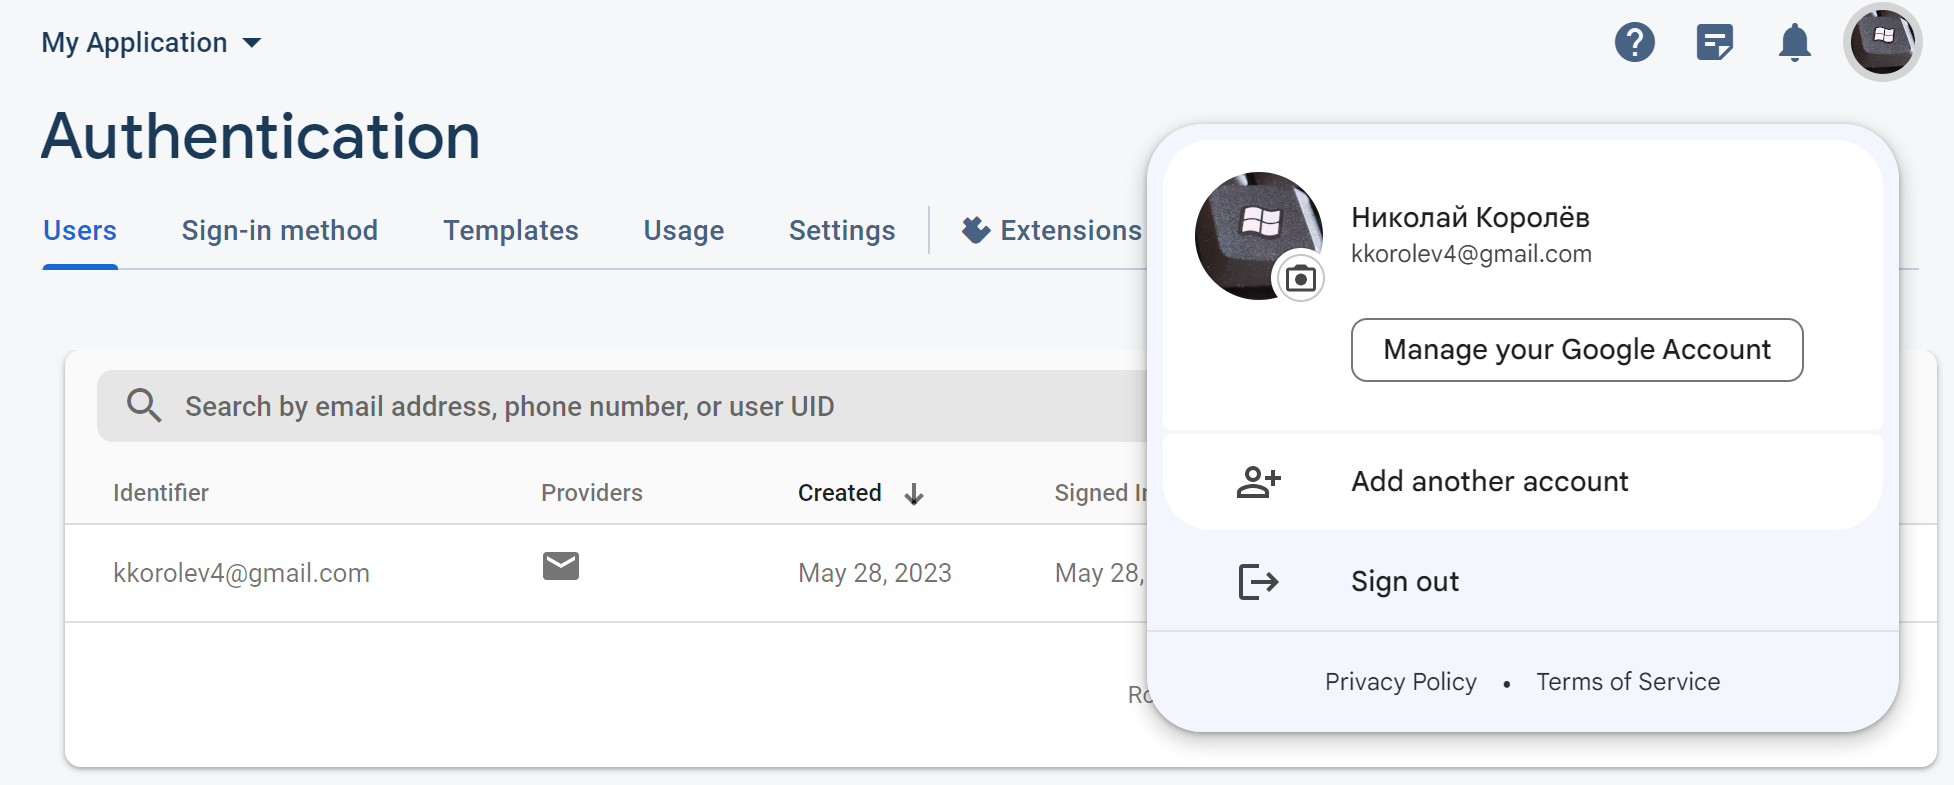 My Application
Authentication
Users Sign-in method Templates Usage Settings Extensions
Николай Королёв
kkorolev4@gmail.com
Manage your Google Account
Search by email address, phone number, or user UID
Add another account
Identifier Providers Created Signed
kkorolev4@gmail.com May 28, 2023 May 28,
Sign out
Privacy Policy • Terms of Service